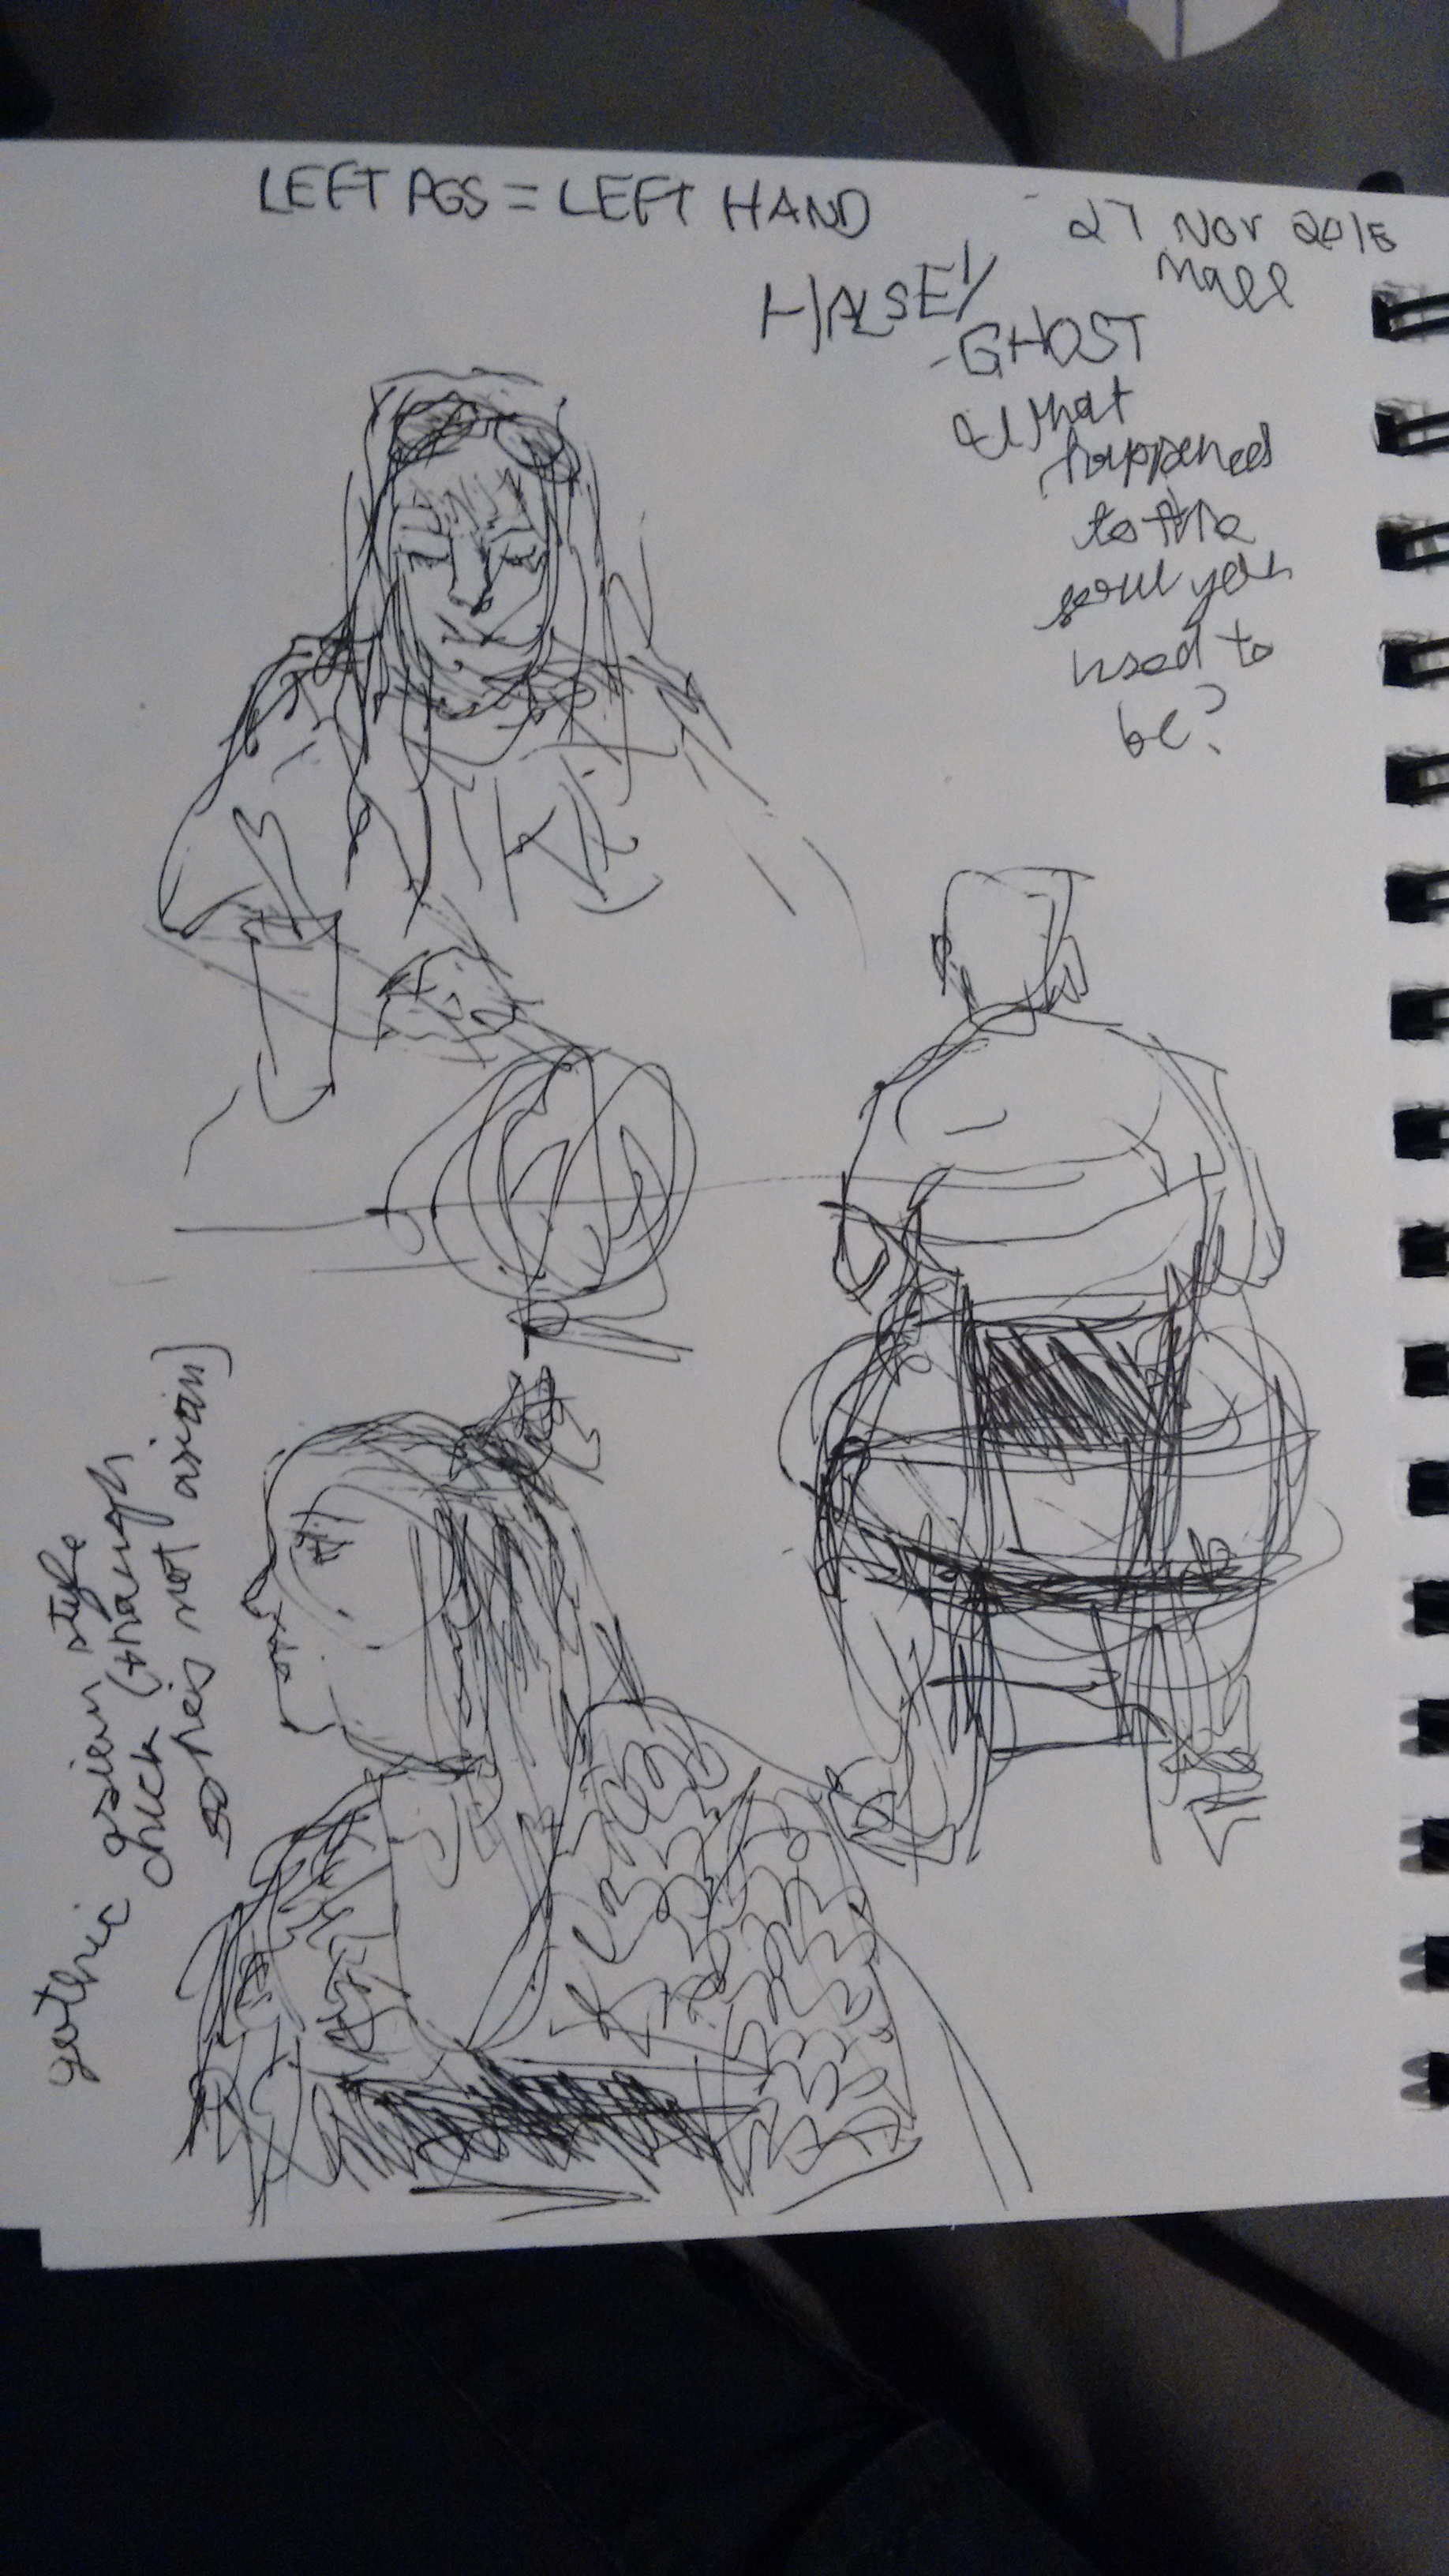 LEFT PGS = LEFT HAND
27 Nov 2015
Mall
HALSEY
-GHOST
What
happened
to the
soul you
used to
be?
gothic asian style
chick (though
shes not asian)